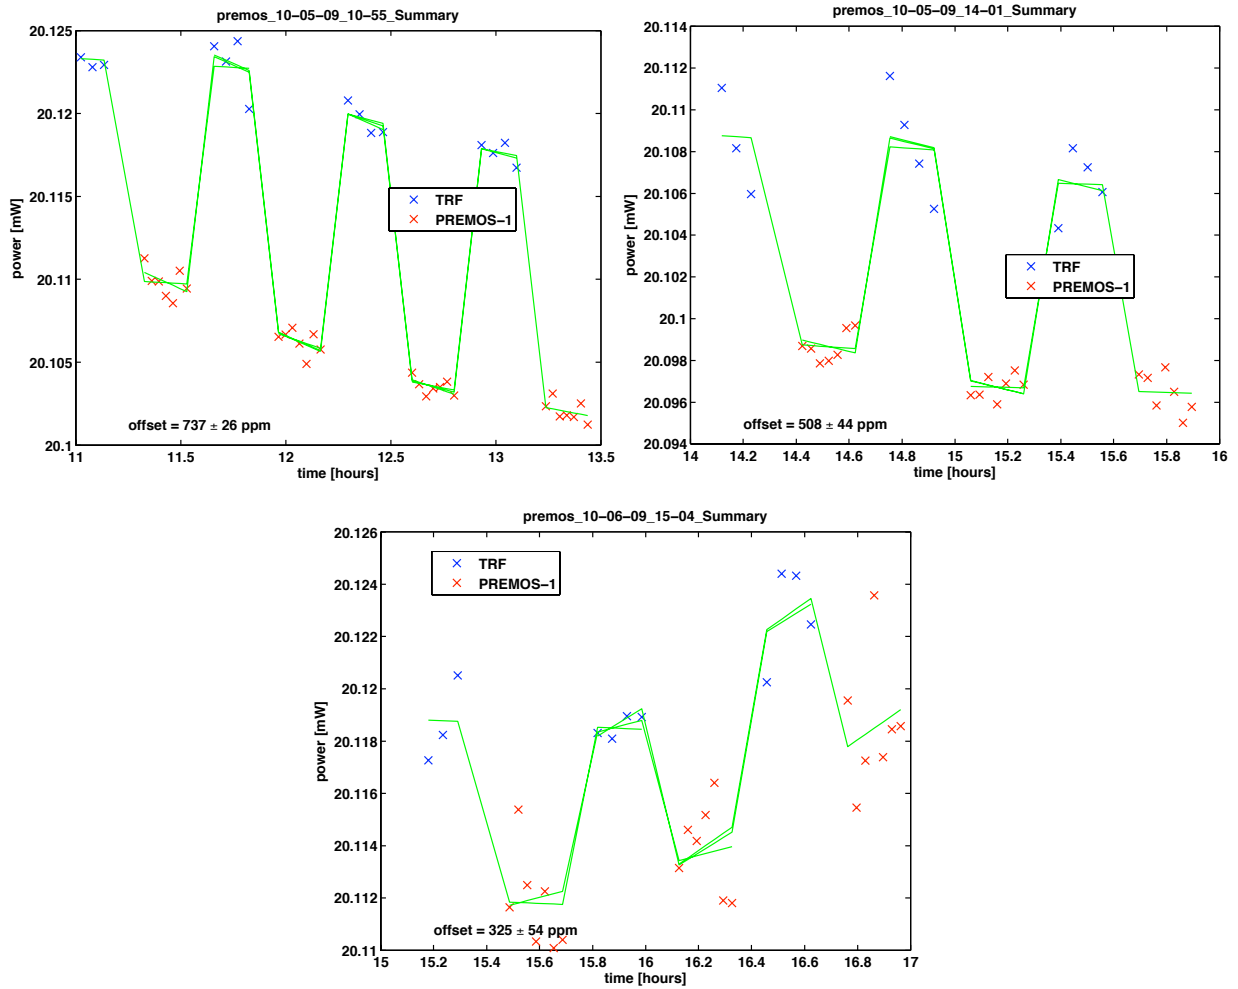 premos_10−05−09_10−55_Summary
20.125
20.12
20.115
20.11
20.105
20.1
power [mW]
TRF
PREMOS−1
offset = 737 ± 26 ppm
11 11.5 12 12.5 13 13.5
time [hours]
premos_10−05−09_14−01_Summary
20.114
20.112
20.11
20.108
20.106
20.104
20.102
20.1
20.098
20.096
20.094
power [mW]
TRF
PREMOS−1
offset = 508 ± 44 ppm
14 14.2 14.4 14.6 14.8 15 15.2 15.4 15.6 15.8 16
time [hours]
premos_10−06−09_15−04_Summary
20.126
20.124
20.122
20.12
20.118
20.116
20.114
20.112
20.11
power [mW]
TRF
PREMOS−1
offset = 325 ± 54 ppm
15 15.2 15.4 15.6 15.8 16 16.2 16.4 16.6 16.8 17
time [hours]